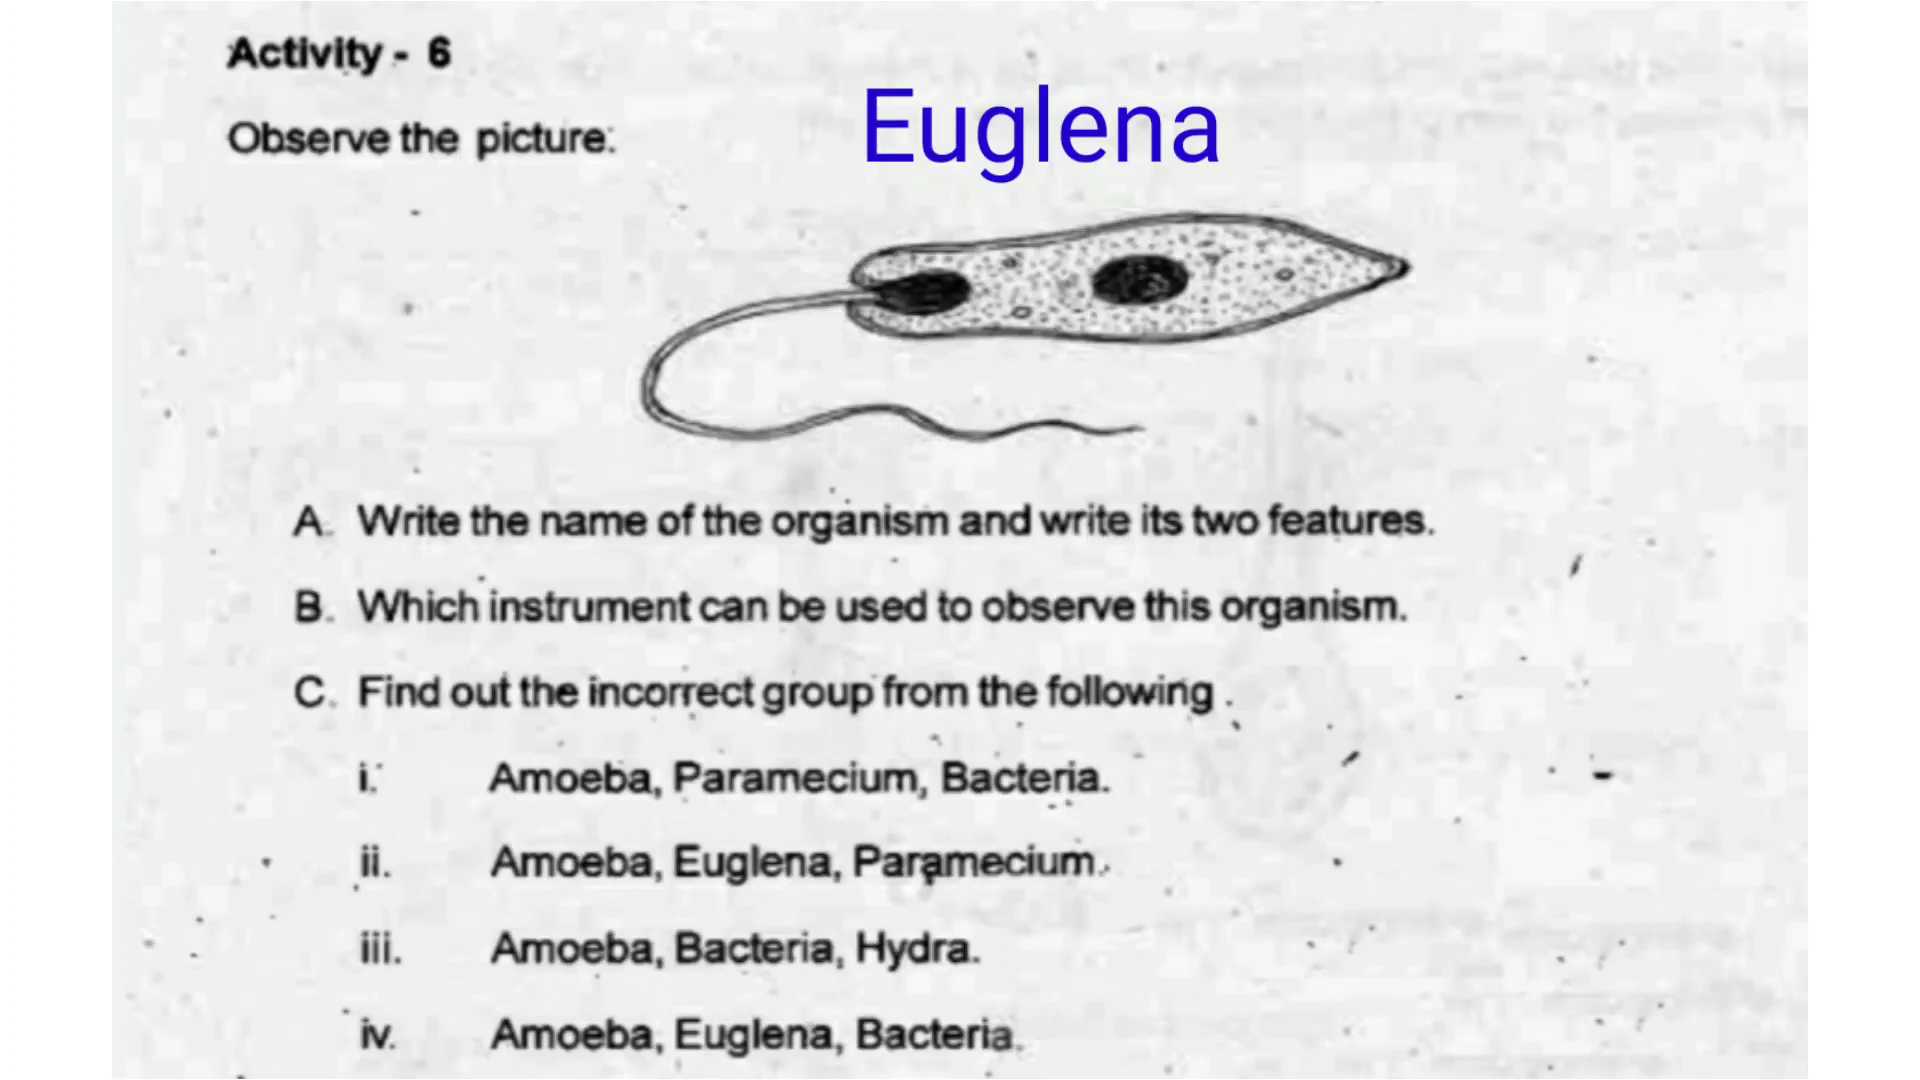 Activity - 6
Euglena
Observe the picture:
A. Write the name of the organism and write its two features.
B. Which instrument can be used to observe this organism.
C. Find out the incorrect group from the following .
i. Amoeba, Paramecium, Bacteria.
ii. Amoeba, Euglena, Paramecium.
iii. Amoeba, Bacteria, Hydra.
iv. Amoeba, Euglena, Bacteria.